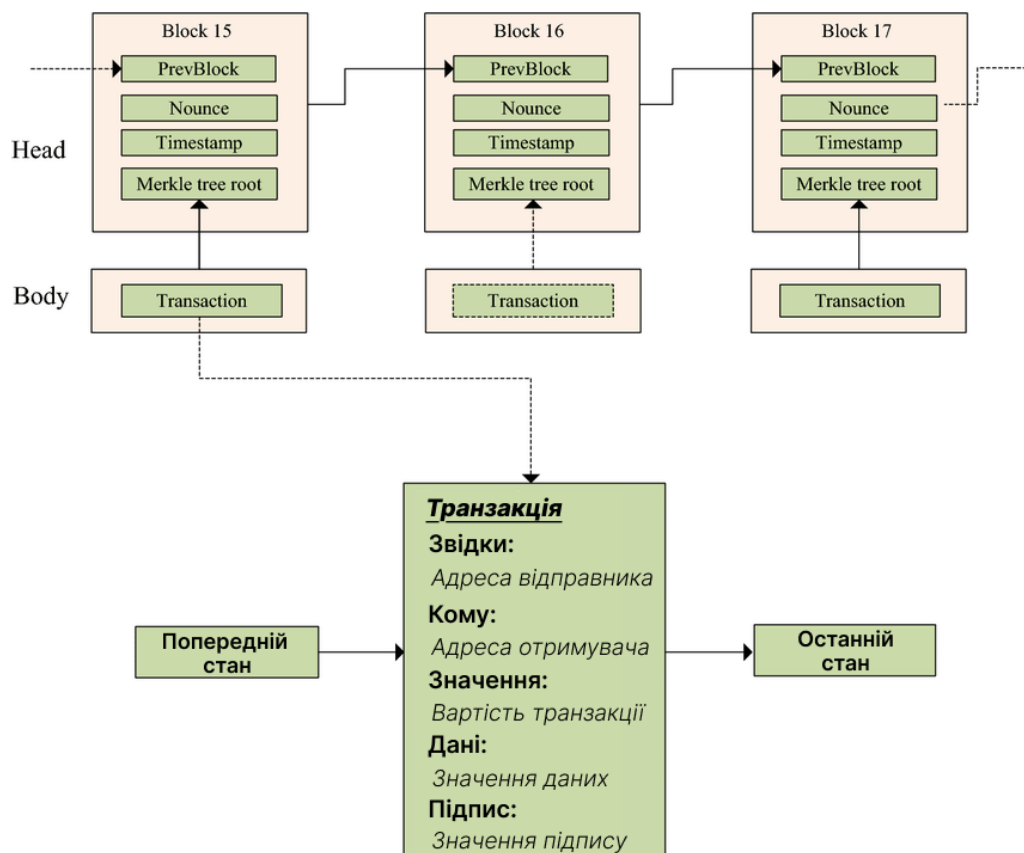 Block 15
PrevBlock
Nounce
Timestamp
Merkle tree root
Block 16
PrevBlock
Nounce
Timestamp
Merkle tree root
Block 17
PrevBlock
Nounce
Timestamp
Merkle tree root
Head
Body
Transaction
Transaction
Transaction
Попередній
стан
Транзакція
Звідки:
Адреса відправника
Кому:
Адреса отримувача
Значення:
Вартість транзакції
Дані:
Значення даних
Підпис:
Значення підпису
Останній
стан